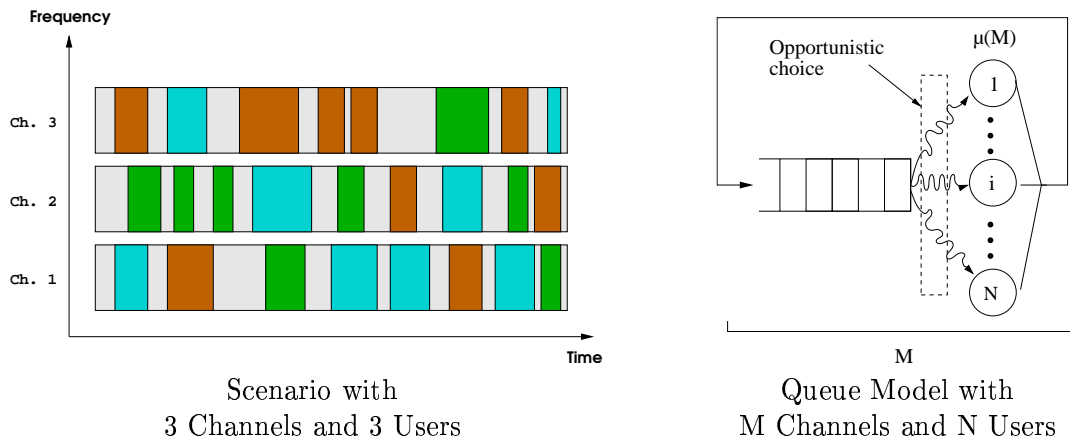 Frequency
Ch. 3
Ch. 2
Ch. 1
Time
Scenario with
3 Channels and 3 Users
Opportunistic
choice
μ(M)
1
i
N
M
Queue Model with
M Channels and N Users